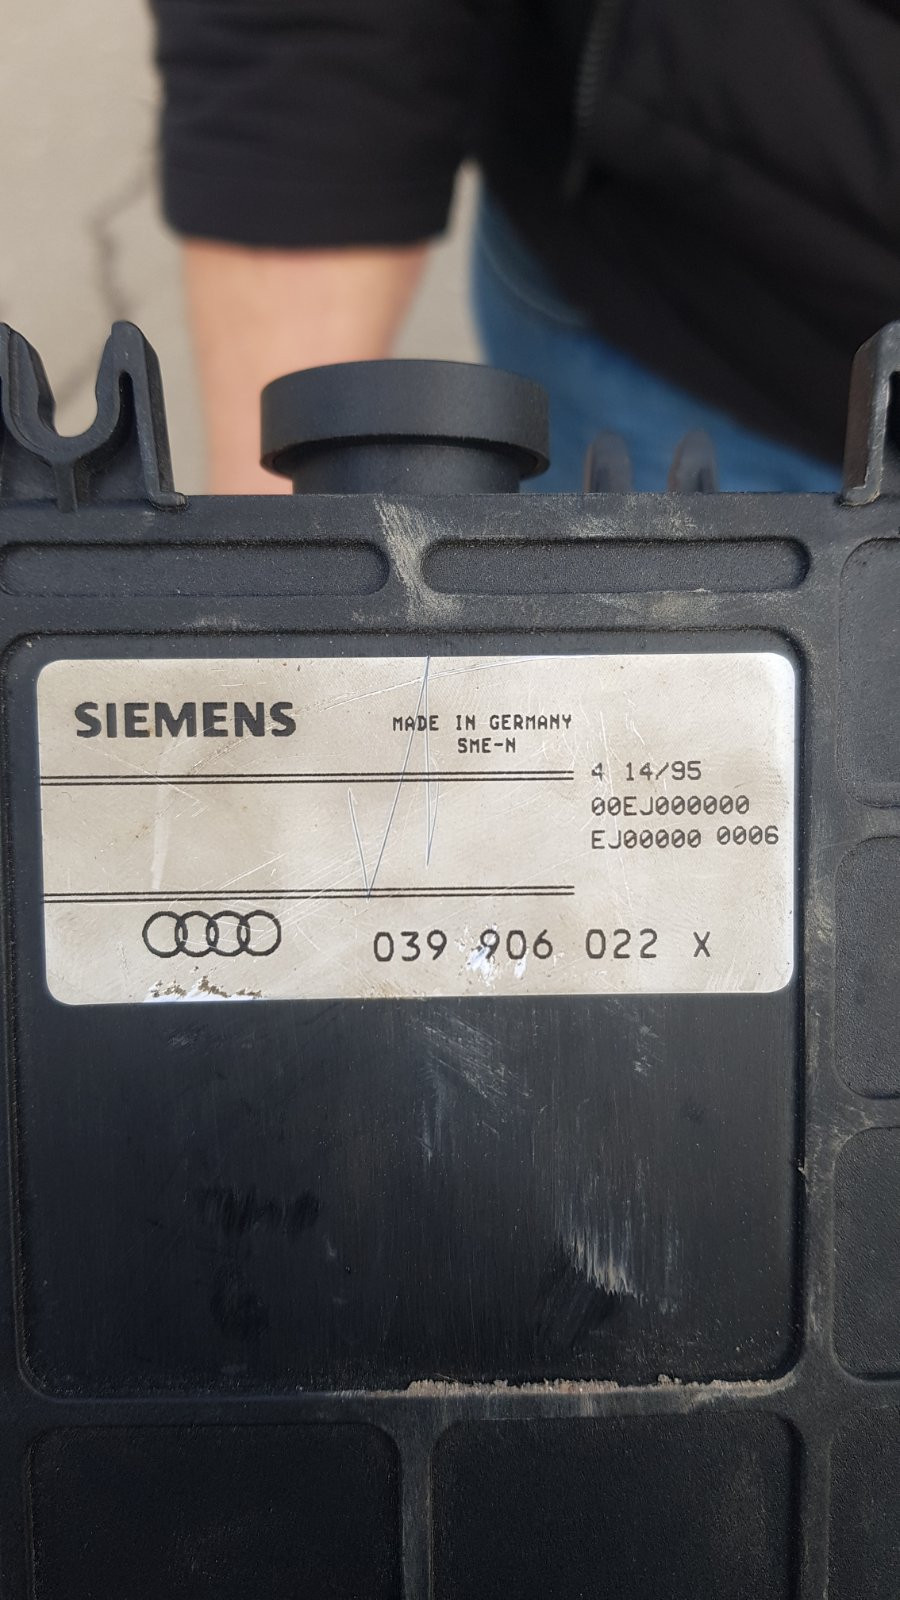 SIEMENS
MADE IN GERMANY
SME-N
4 14/95
00EJ000000
EJ00000 0006
039 906 022 X